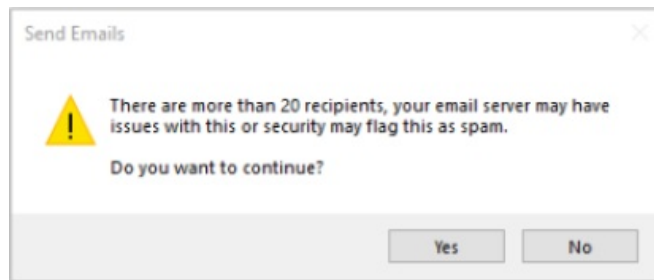 Send Emails
There are more than 20 recipients, your email server may have
issues with this or security may flag this as spam.
Do you want to continue?
Yes
No